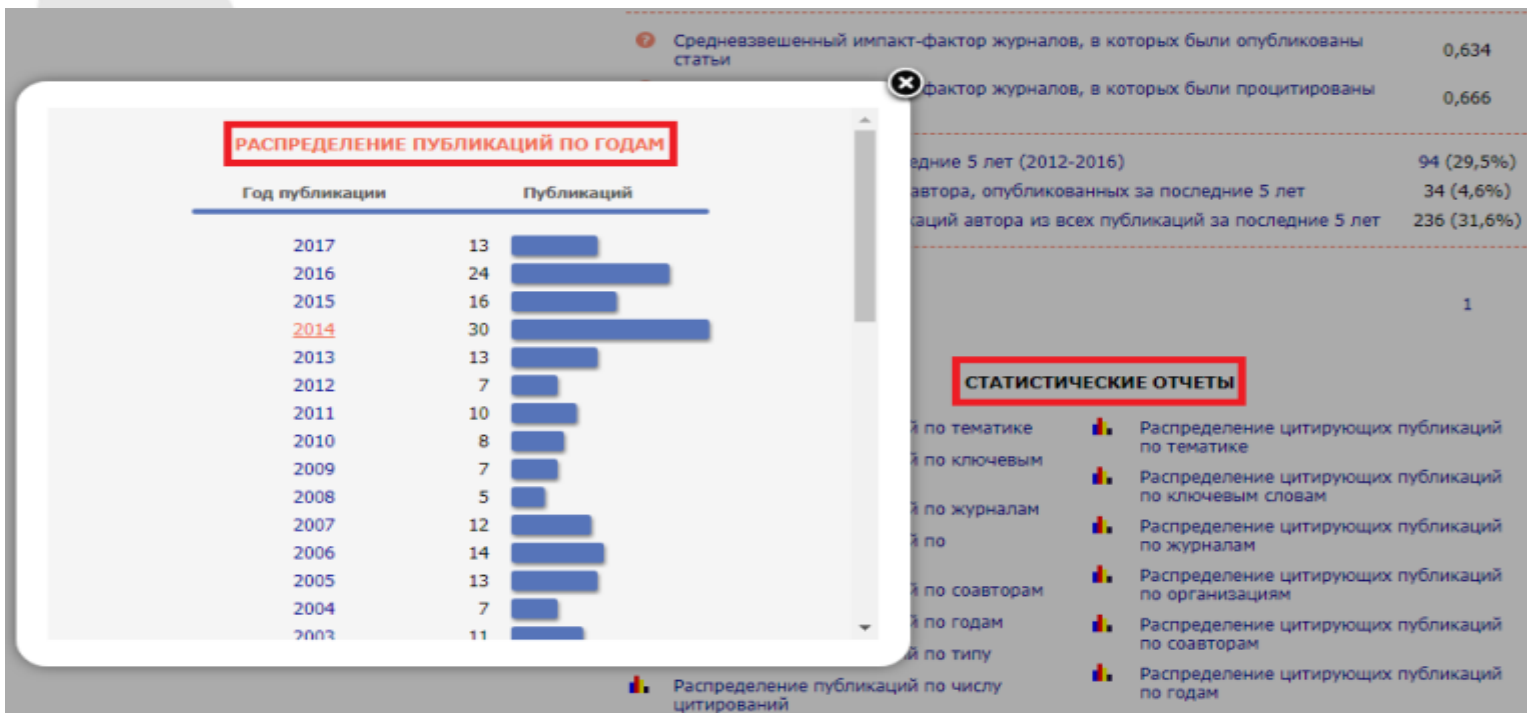 Средневзвешенный импакт-фактор журналов, в которых были опубликованы
статьи
0,634
фактор журналов, в которых были процитированы
0,666
РАСПРЕДЕЛЕНИЕ ПУБЛИКАЦИЙ ПО ГОДАМ
Год публикации Публикаций
2017 13
2016 24
2015 16
2014 30
2013 13
2012 7
2011 10
2010 8
2009 7
2008 5
2007 12
2006 14
2005 13
2004 7
2003 11
едние 5 лет (2012-2016) 94 (29,5%)
автора, опубликованных за последние 5 лет 34 (4,6%)
каций автора из всех публикаций за последние 5 лет 236 (31,6%)
1
СТАТИСТИЧЕСКИЕ ОТЧЕТЫ
й по тематике
й по ключевым
й по журналам
й по
й по соавторам
й по годам
й по типу
Распределение публикаций по числу
цитирований
Распределение цитирующих публикаций
по тематике
Распределение цитирующих публикаций
по ключевым словам
Распределение цитирующих публикаций
по журналам
Распределение цитирующих публикаций
по организациям
Распределение цитирующих публикаций
по соавторам
Распределение цитирующих публикаций
по годам